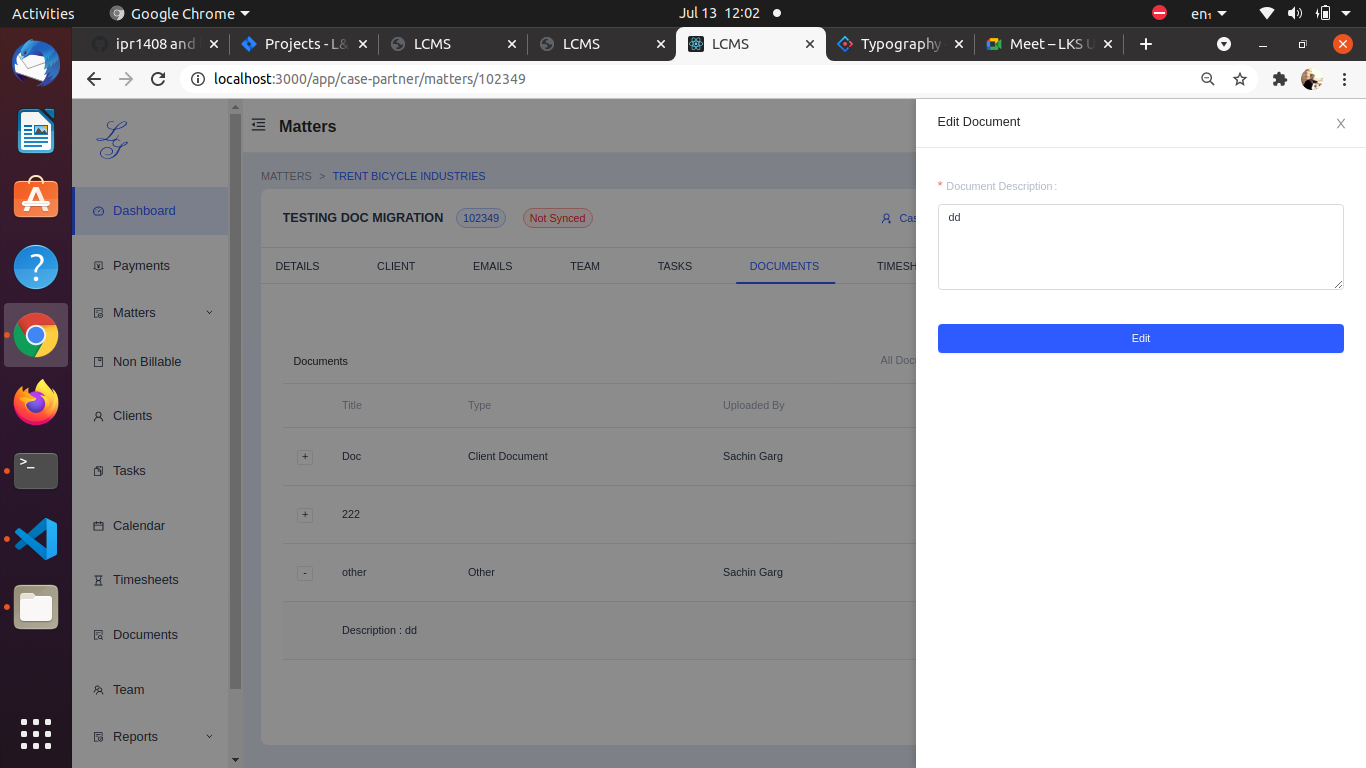 Activities
Google Chrome
Jul 13 12:02
en₁
ipr1408 and
Projects - L&
LCMS
LCMS
LCMS
Typography
Meet – LKS U
localhost:3000/app/case-partner/matters/102349
LS
Matters
Edit Document
MATTERS > TRENT BICYCLE INDUSTRIES
* Document Description :
Dashboard
TESTING DOC MIGRATION
102349
Not Synced
Cas
dd
Payments
DETAILS
CLIENT
EMAILS
TEAM
TASKS
DOCUMENTS
TIMESH
Matters
Edit
Non Billable
Documents
All Docu
Title
Type
Uploaded By
Clients
+
Doc
Client Document
Sachin Garg
Tasks
+
222
Calendar
-
other
Other
Sachin Garg
Timesheets
Description : dd
Documents
Team
Reports